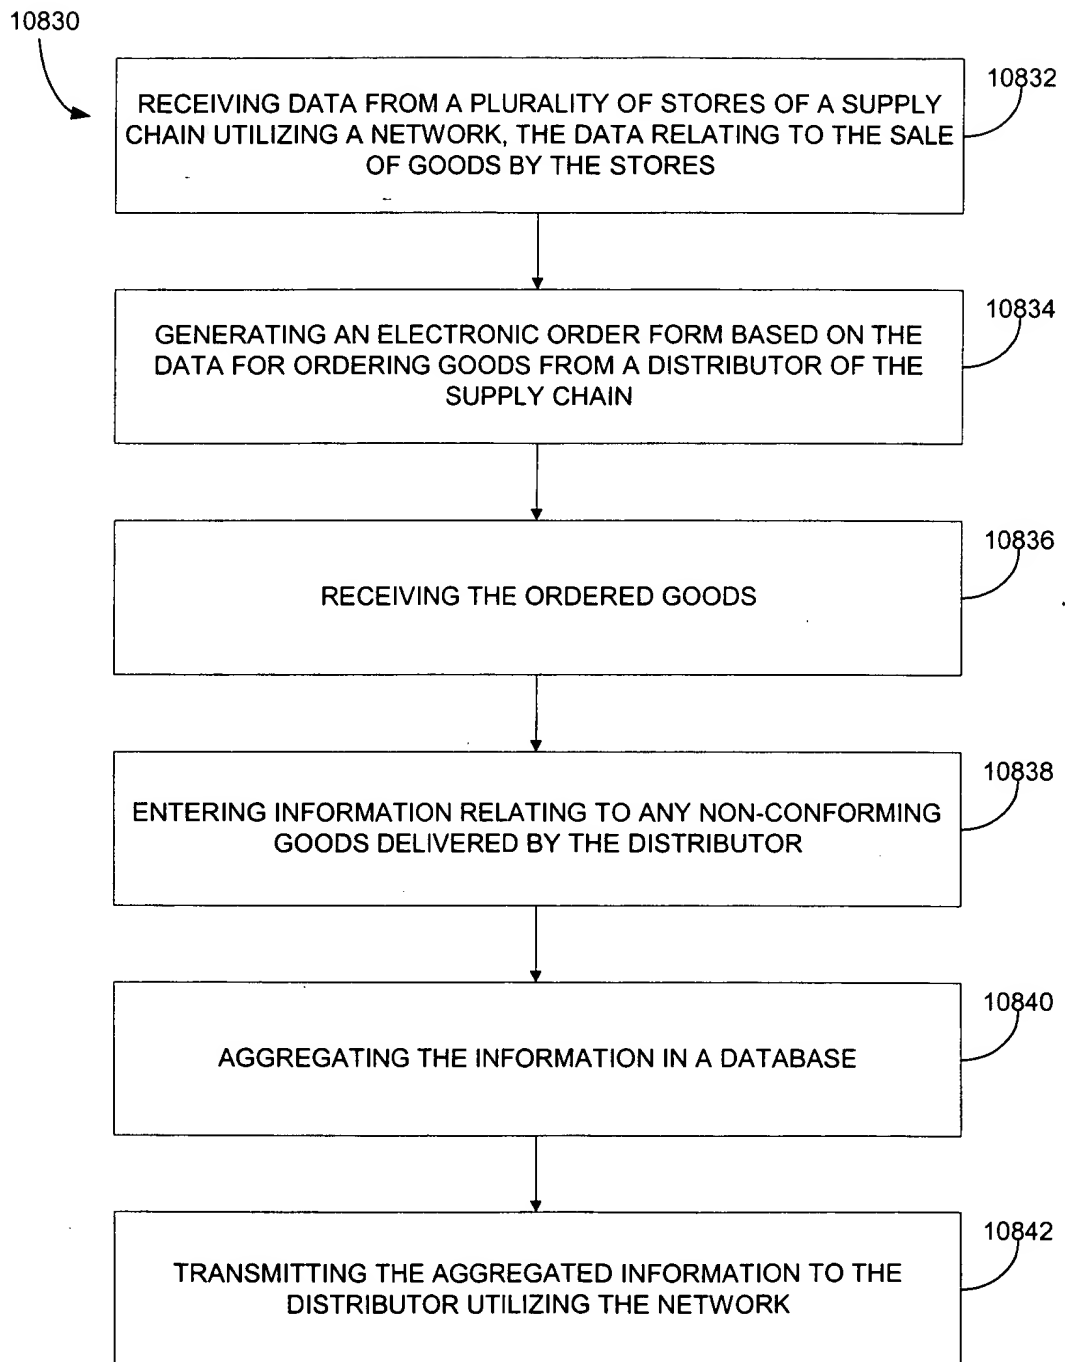 10830
10832
RECEIVING DATA FROM A PLURALITY OF STORES OF A SUPPLY
CHAIN UTILIZING A NETWORK, THE DATA RELATING TO THE SALE
OF GOODS BY THE STORES
10834
GENERATING AN ELECTRONIC ORDER FORM BASED ON THE
DATA FOR ORDERING GOODS FROM A DISTRIBUTOR OF THE
SUPPLY CHAIN
10836
RECEIVING THE ORDERED GOODS
10838
ENTERING INFORMATION RELATING TO ANY NON-CONFORMING
GOODS DELIVERED BY THE DISTRIBUTOR
10840
AGGREGATING THE INFORMATION IN A DATABASE
10842
TRANSMITTING THE AGGREGATED INFORMATION TO THE
DISTRIBUTOR UTILIZING THE NETWORK